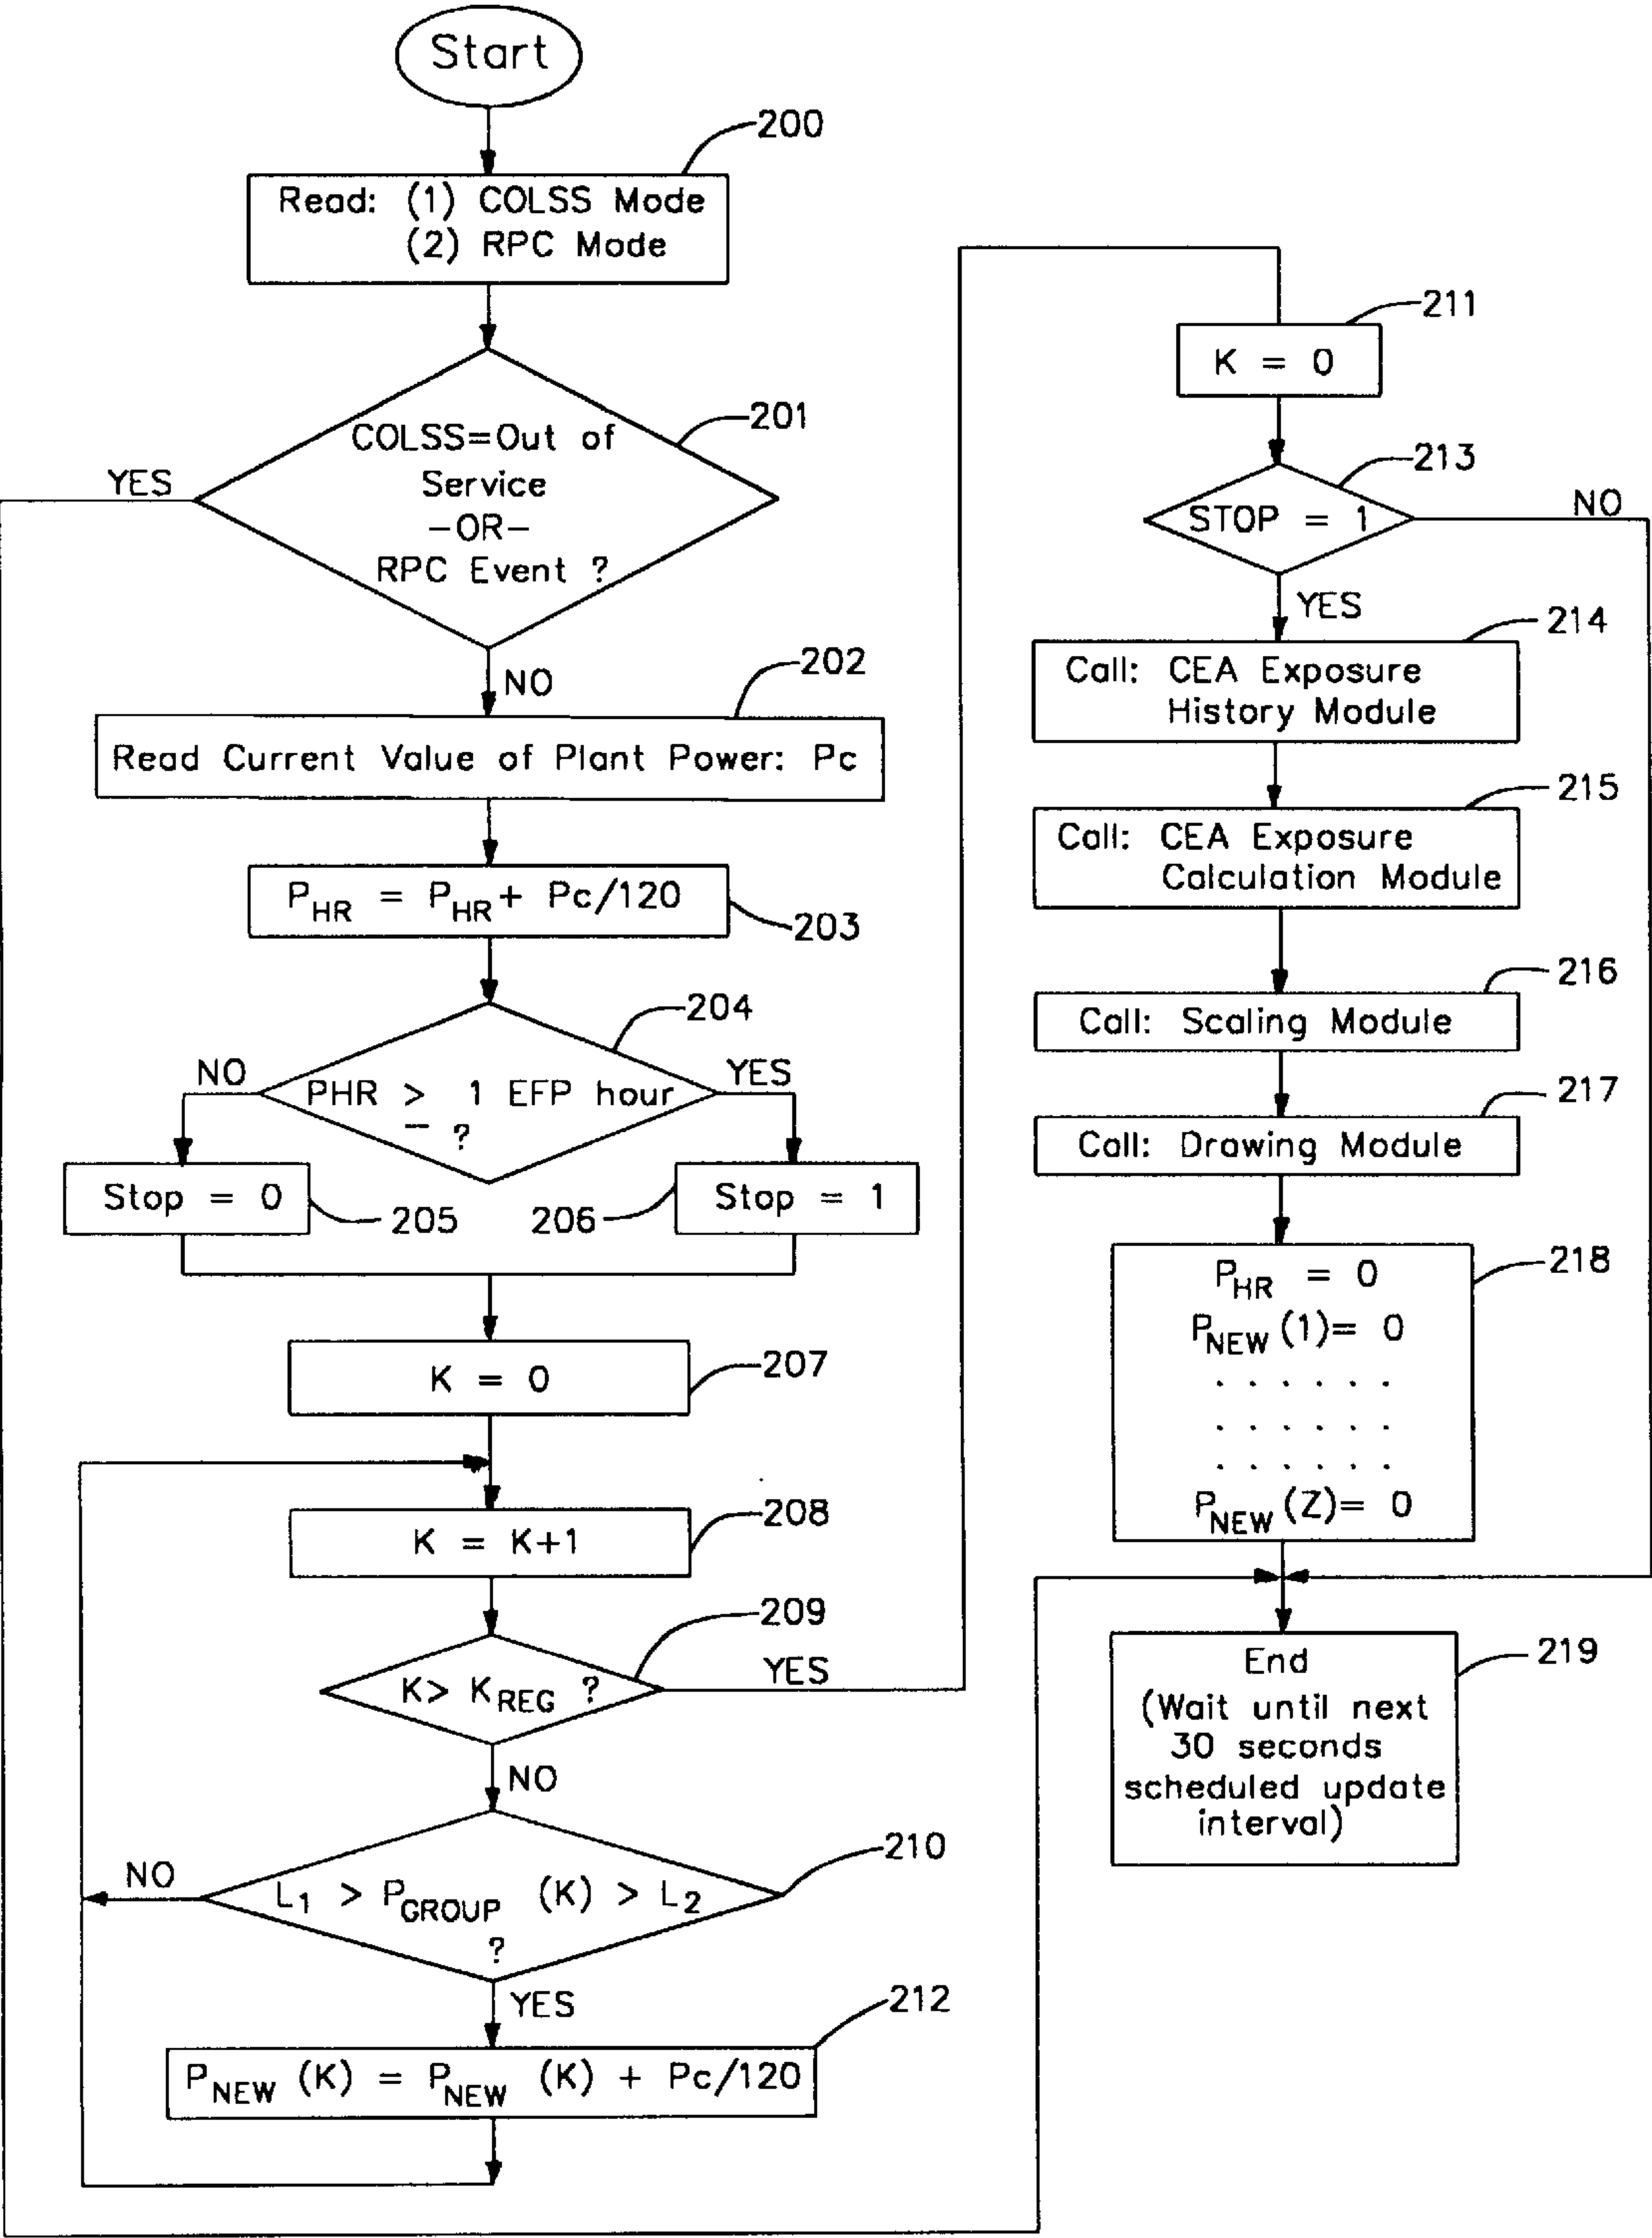 Start
200
Read: (1) COLSS Mode
(2) RPC Mode
201
COLSS=Out of
Service
-OR-
RPC Event ?
YES
NO
202
Read Current Value of Plant Power: Pc
P_HR = P_HR + Pc/120
203
204
PHR ≥ 1 EFP hour
?
NO
YES
Stop = 0
205
206
Stop = 1
K = 0
207
K = K+1
208
209
K> K_REG ?
YES
NO
210
L1 > P_GROUP (K) > L2
?
NO
YES
212
P_NEW (K) = P_NEW (K) + Pc/120
211
K = 0
213
STOP = 1
NO
YES
214
Call: CEA Exposure
History Module
215
Call: CEA Exposure
Calculation Module
216
Call: Scaling Module
217
Call: Drawing Module
218
P_HR = 0
P_NEW (1)= 0
. . . . . .
. . . . . .
. . . . . .
P_NEW (Z)= 0
219
End
(Wait until next
30 seconds
scheduled update
interval)